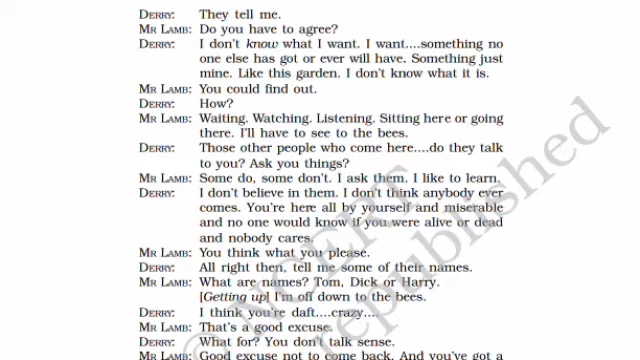 DERRY: They tell me.
MR LAMB: Do you have to agree?
DERRY: I don't know what I want. I want....something no
one else has got or ever will have. Something just
mine. Like this garden. I don't know what it is.
MR LAMB: You could find out.
DERRY: How?
MR LAMB: Waiting. Watching. Listening. Sitting here or going
there. I'll have to see to the bees.
DERRY: Those other people who come here....do they talk
to you? Ask you things?
MR LAMB: Some do, some don't. I ask them. I like to learn.
DERRY: I don't believe in them. I don't think anybody ever
comes. You're here all by yourself and miserable
and no one would know if you were alive or dead
and nobody cares.
MR LAMB: You think what you please.
DERRY: All right then, tell me some of their names.
MR LAMB: What are names? Tom, Dick or Harry.
[Getting up] I'm off down to the bees.
DERRY: I think you're daft....crazy....
MR LAMB: That's a good excuse.
DERRY: What for? You don't talk sense.
MR LAMB: Good excuse not to come back. And you've got a
© NCERT
republished